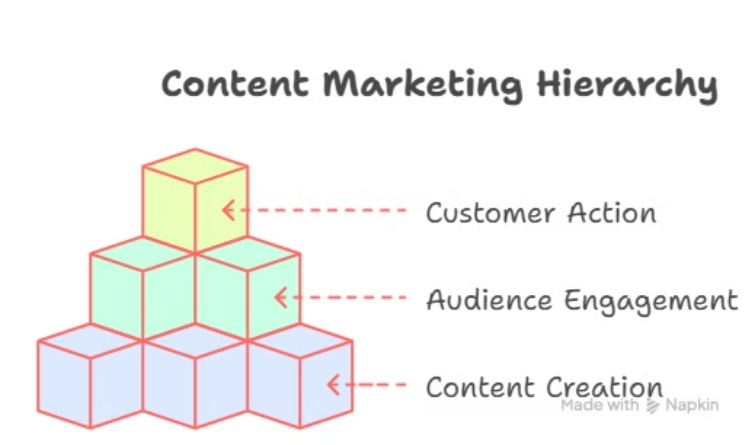 Content Marketing Hierarchy
Customer Action
Audience Engagement
Content Creation
Made with Napkin